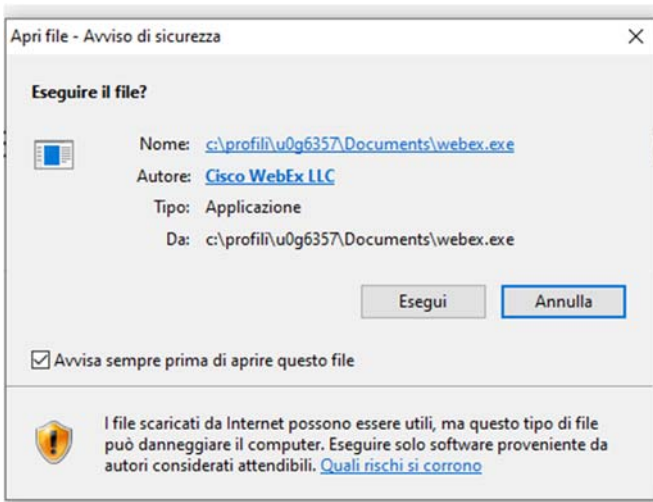 Apri file - Avviso di sicurezza
Eseguire il file?
Nome: c:\profili\u0g6357\Documents\webex.exe
Autore: Cisco WebEx LLC
Tipo: Applicazione
Da: c:\profili\u0g6357\Documents\webex.exe
Esegui Annulla
Avvisa sempre prima di aprire questo file
I file scaricati da Internet possono essere utili, ma questo tipo di file
può danneggiare il computer. Eseguire solo software proveniente da
autori considerati attendibili. Quali rischi si corrono